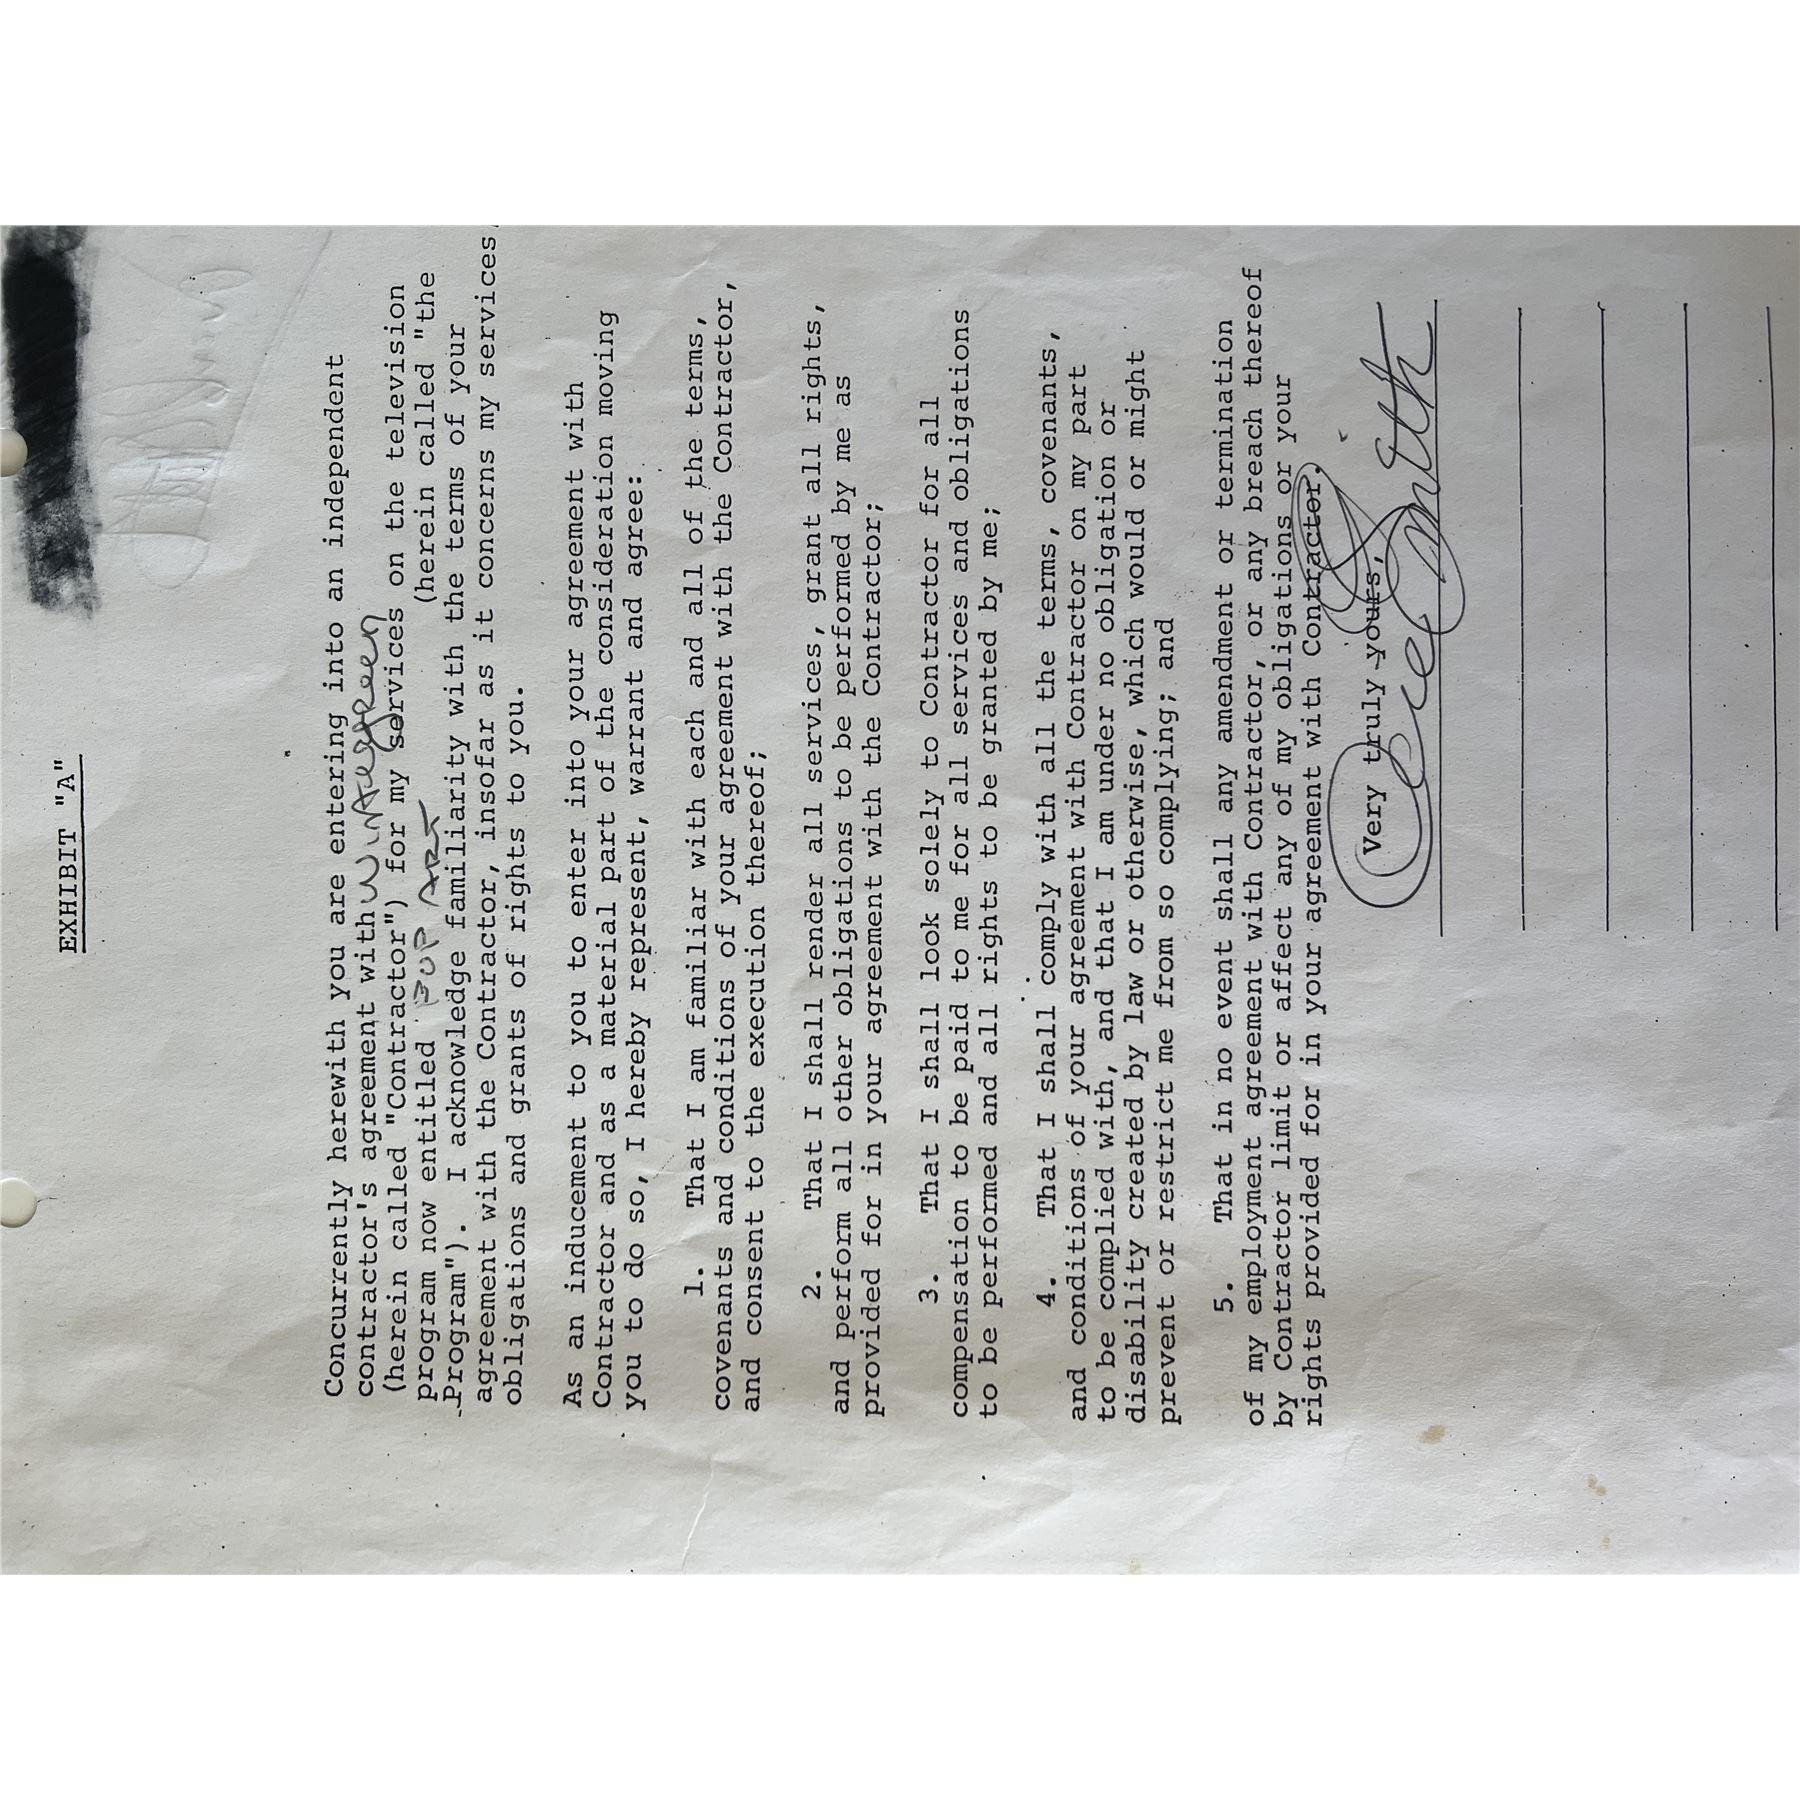 EXHIBIT "A"
Concurrently herewith you are entering into an independent
contractor's agreement with Wintergreen
(herein called "Contractor") for my services on the television
program now entitled POP ART (herein called "the
Program"). I acknowledge familiarity with the terms of your
agreement with the Contractor, insofar as it concerns my services,
obligations and grants of rights to you.
As an inducement to you to enter into your agreement with
Contractor and as a material part of the consideration moving
you to do so, I hereby represent, warrant and agree:
1. That I am familiar with each and all of the terms,
covenants and conditions of your agreement with the Contractor,
and consent to the execution thereof;
2. That I shall render all services, grant all rights,
and perform all other obligations to be performed by me as
provided for in your agreement with the Contractor;
3. That I shall look solely to Contractor for all
compensation to be paid to me for all services and obligations
to be performed and all rights to be granted by me;
4. That I shall comply with all the terms, covenants,
and conditions of your agreement with Contractor on my part
to be complied with, and that I am under no obligation or
disability created by law or otherwise, which would or might
prevent or restrict me from so complying; and
5. That in no event shall any amendment or termination
of my employment agreement with Contractor, or any breach thereof
by Contractor limit or affect any of my obligations or your
rights provided for in your agreement with Contractor.
Very truly yours,
Smith